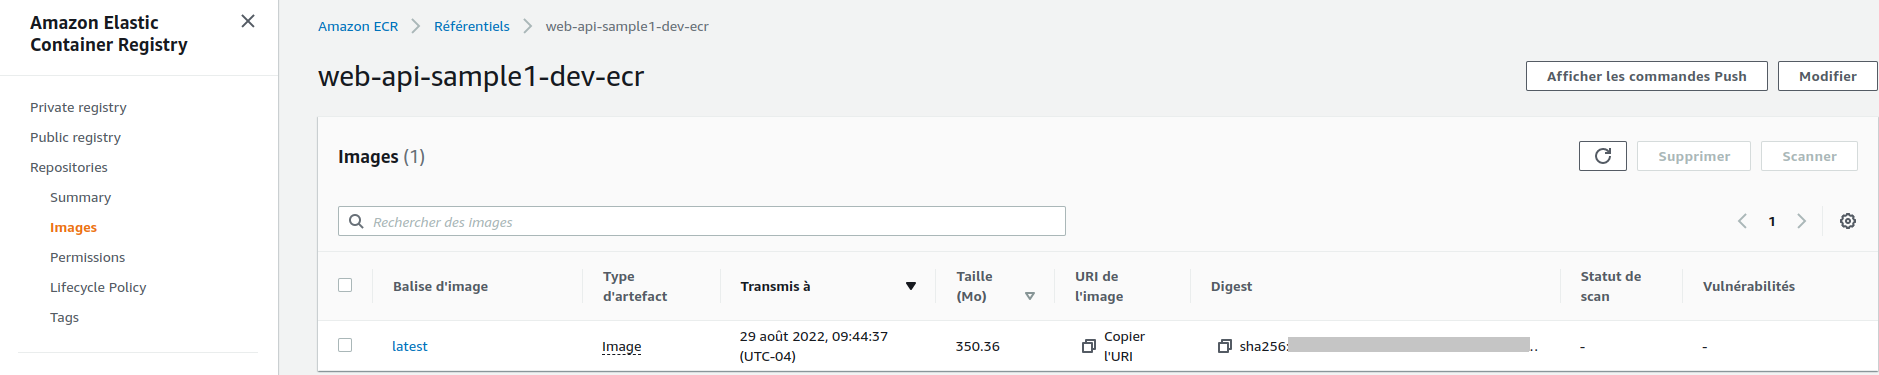 Amazon Elastic
Container Registry
Private registry
Public registry
Repositories
Summary
Images
Permissions
Lifecycle Policy
Tags
Amazon ECR
Référentiels
web-api-sample1-dev-ecr
web-api-sample1-dev-ecr
Afficher les commandes Push
Modifier
Images (1)
Supprimer
Scanner
Rechercher des Images
1
Balise d'image
Type
d'artefact
Transmis à
Taille
(Mo)
URI de
l'image
Digest
Statut de
scan
Vulnérabilités
latest
Image
29 août 2022, 09:44:37
(UTC-04)
350.36
Copier
l'URI
sha256:...
-
-